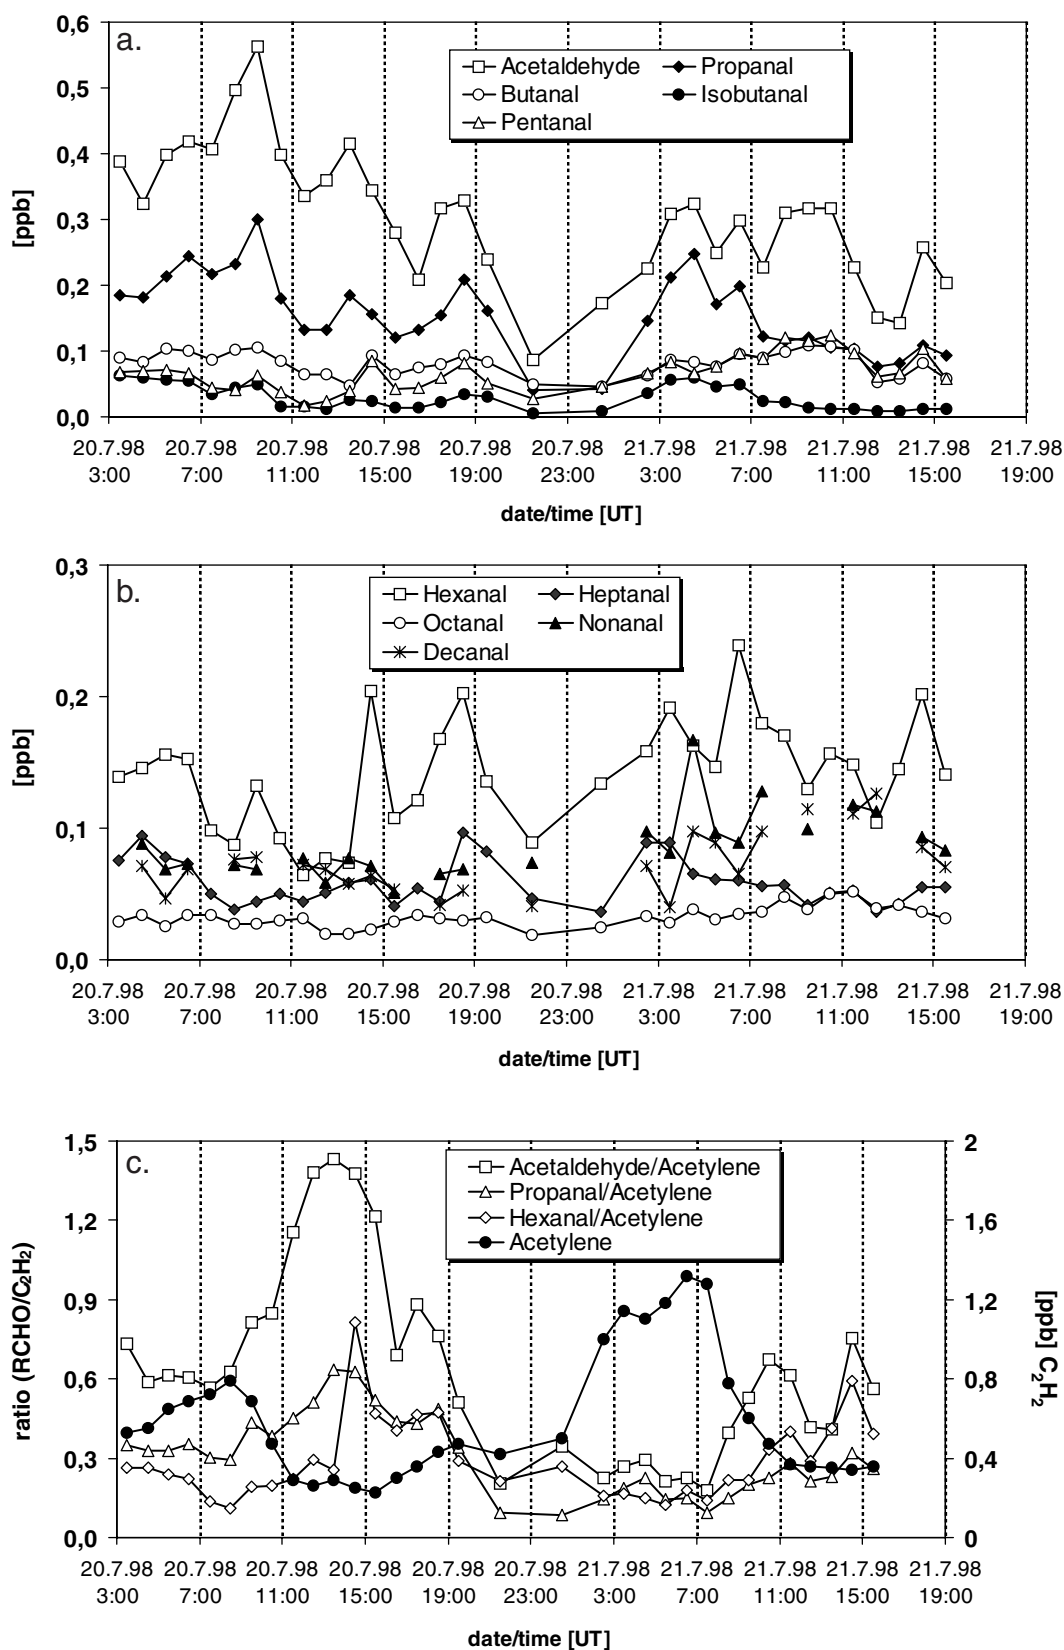 a.
0,6
0,5
0,4
0,3
0,2
0,1
0,0
[ppb]
Acetaldehyde Propanal
Butanal Isobutanal
Pentanal
20.7.98 20.7.98 20.7.98 20.7.98 20.7.98 20.7.98 21.7.98 21.7.98 21.7.98 21.7.98 21.7.98
3:00 7:00 11:00 15:00 19:00 23:00 3:00 7:00 11:00 15:00 19:00
date/time [UT]
b.
0,3
0,2
0,1
0,0
[ppb]
Hexanal Heptanal
Octanal Nonanal
Decanal
20.7.98 20.7.98 20.7.98 20.7.98 20.7.98 20.7.98 21.7.98 21.7.98 21.7.98 21.7.98 21.7.98
3:00 7:00 11:00 15:00 19:00 23:00 3:00 7:00 11:00 15:00 19:00
date/time [UT]
c.
1,5
1,2
0,9
0,6
0,3
0,0
ratio (RCHO/C₂H₂)
Acetaldehyde/Acetylene
Propanal/Acetylene
Hexanal/Acetylene
Acetylene
2
1,6
1,2
0,8
0,4
0
[ppb] C₂H₂
20.7.98 20.7.98 20.7.98 20.7.98 20.7.98 20.7.98 21.7.98 21.7.98 21.7.98 21.7.98 21.7.98
3:00 7:00 11:00 15:00 19:00 23:00 3:00 7:00 11:00 15:00 19:00
date/time [UT]